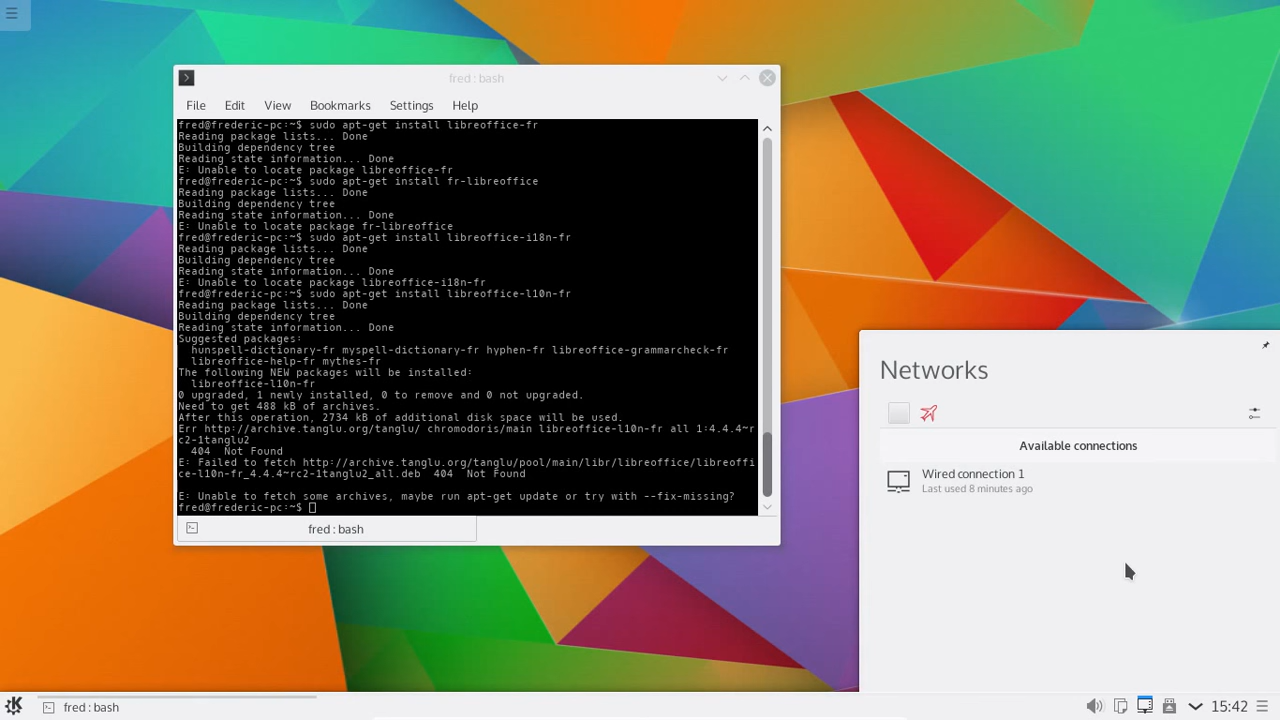 fred : bash
File Edit View Bookmarks Settings Help
fred@frederic-pc:~$ sudo apt-get install libreoffice-fr
Reading package lists... Done
Building dependency tree
Reading state information... Done
E: Unable to locate package libreoffice-fr
fred@frederic-pc:~$ sudo apt-get install fr-libreoffice
Reading package lists... Done
Building dependency tree
Reading state information... Done
E: Unable to locate package fr-libreoffice
fred@frederic-pc:~$ sudo apt-get install libreoffice-i18n-fr
Reading package lists... Done
Building dependency tree
Reading state information... Done
E: Unable to locate package libreoffice-i18n-fr
fred@frederic-pc:~$ sudo apt-get install libreoffice-l10n-fr
Reading package lists... Done
Building dependency tree
Reading state information... Done
Suggested packages:
hunspell-dictionary-fr myspell-dictionary-fr hyphen-fr libreoffice-grammarcheck-fr
libreoffice-help-fr mythes-fr
The following NEW packages will be installed:
libreoffice-l10n-fr
0 upgraded, 1 newly installed, 0 to remove and 0 not upgraded.
Need to get 488 kB of archives.
After this operation, 2734 kB of additional disk space will be used.
Err http://archive.tanglu.org/tanglu/ chromodoris/main libreoffice-l10n-fr all 1:4.4.4~r
c2-1tanglu2
404 Not Found
E: Failed to fetch http://archive.tanglu.org/tanglu/pool/main/libr/libreoffice/libreoffi
ce-l10n-fr_4.4.4~rc2-1tanglu2_all.deb 404 Not Found
E: Unable to fetch some archives, maybe run apt-get update or try with --fix-missing?
fred@frederic-pc:~$
fred : bash
Networks
Available connections
Wired connection 1
Last used 8 minutes ago
fred : bash
15:42